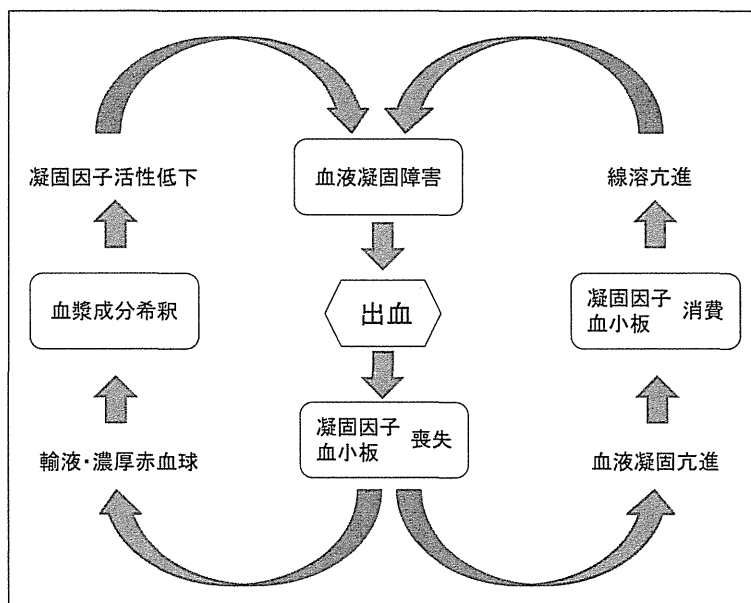 凝固因子活性低下
血液凝固障害
線溶亢進
血漿成分希釈
出血
凝固因子
血小板 消費
輸液・濃厚赤血球
凝固因子
血小板 喪失
血液凝固亢進